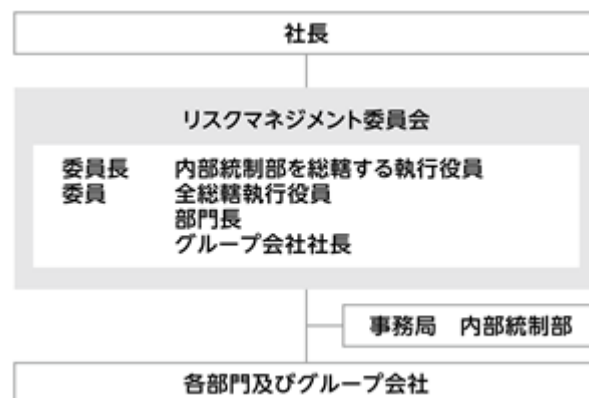 社長
リスクマネジメント委員会
委員長　内部統制部を総轄する執行役員
委員　全総轄執行役員
部門長
グループ会社社長
事務局　内部統制部
各部門及びグループ会社